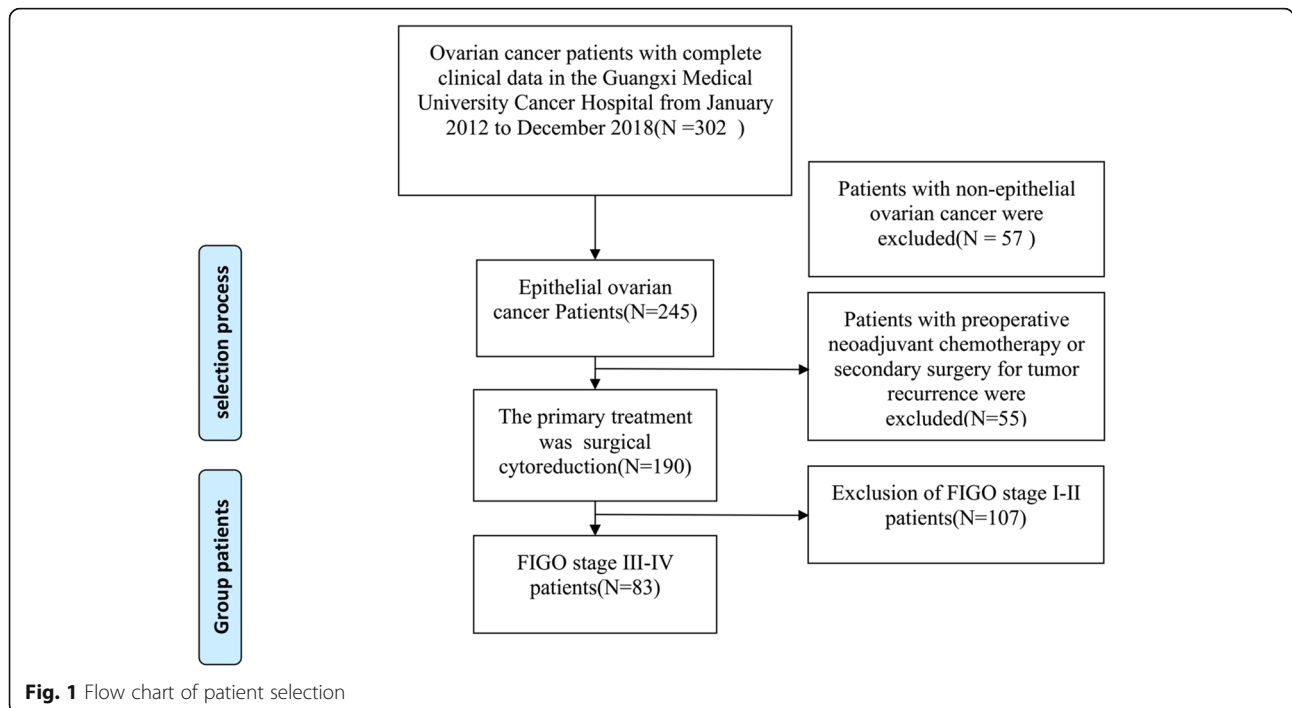 Ovarian cancer patients with complete
clinical data in the Guangxi Medical
University Cancer Hospital from January
2012 to December 2018(N =302  )
Patients with non-epithelial
ovarian cancer were
excluded(N = 57 )
selection process
Epithelial ovarian
cancer Patients(N=245)
Patients with preoperative
neoadjuvant chemotherapy or
secondary surgery for tumor
recurrence were
excluded(N=55)
The primary treatment
was  surgical
cytoreduction(N=190)
Group patients
Exclusion of FIGO stage I-II
patients(N=107)
FIGO stage III-IV
patients(N=83)
Fig. 1 Flow chart of patient selection